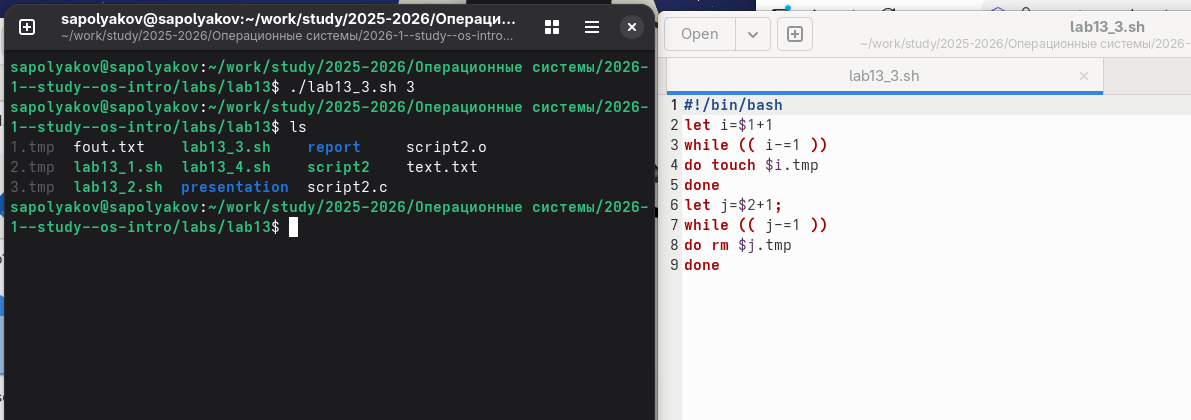 sapolyakov@sapolyakov:~/work/study/2025-2026/Операци...
~/work/study/2025-2026/Операционные системы/2026-1--study--os-intro...
sapolyakov@sapolyakov:~/work/study/2025-2026/Операционные системы/2026-
1--study--os-intro/labs/lab13$ ./lab13_3.sh 3
sapolyakov@sapolyakov:~/work/study/2025-2026/Операционные системы/2026-
1--study--os-intro/labs/lab13$ ls
1.tmp fout.txt lab13_3.sh report script2.o
2.tmp lab13_1.sh lab13_4.sh script2 text.txt
3.tmp lab13_2.sh presentation script2.c
sapolyakov@sapolyakov:~/work/study/2025-2026/Операционные системы/2026-
1--study--os-intro/labs/lab13$
Open
lab13_3.sh
~/work/study/2025-2026/Операционные системы/2026-
lab13_3.sh
1 #!/bin/bash
2 let i=$1+1
3 while (( i-=1 ))
4 do touch $i.tmp
5 done
6 let j=$2+1;
7 while (( j-=1 ))
8 do rm $j.tmp
9 done